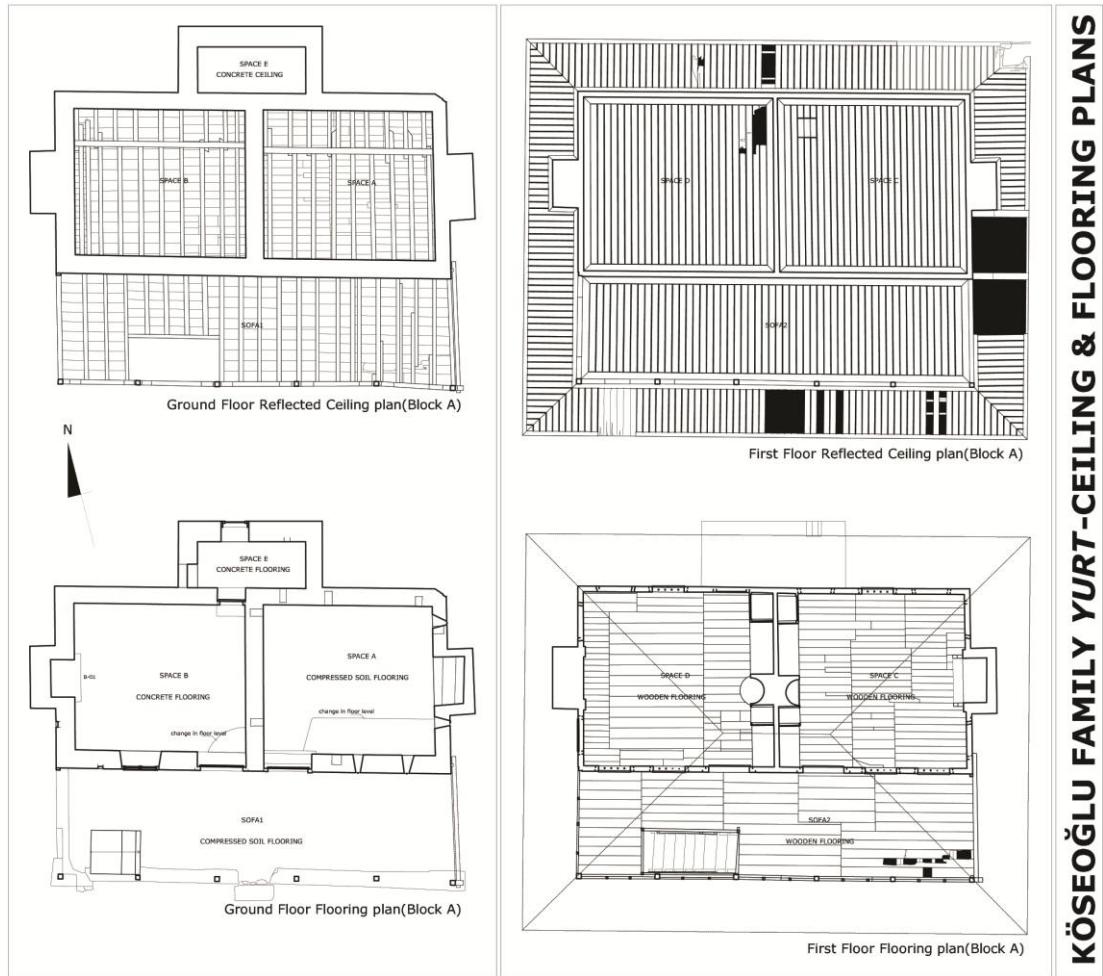 SPACE E
CONCRETE CEILING
SPACE B
SPACE A
SOFA1
Ground Floor Reflected Ceiling plan(Block A)
SPACE D
SPACE C
SOFA2
First Floor Reflected Ceiling plan(Block A)
N
SPACE E
CONCRETE FLOORING
SPACE A
COMPRESSED SOIL FLOORING
SPACE B
CONCRETE FLOORING
B-01
change in floor level
change in floor level
SOFA1
COMPRESSED SOIL FLOORING
Ground Floor Flooring plan(Block A)
SPACE D
WOODEN FLOORING
SPACE C
WOODEN FLOORING
SOFA2
WOODEN FLOORING
First Floor Flooring plan(Block A)
KÖSEOĞLU FAMILY YURT-CEILING & FLOORING PLANS